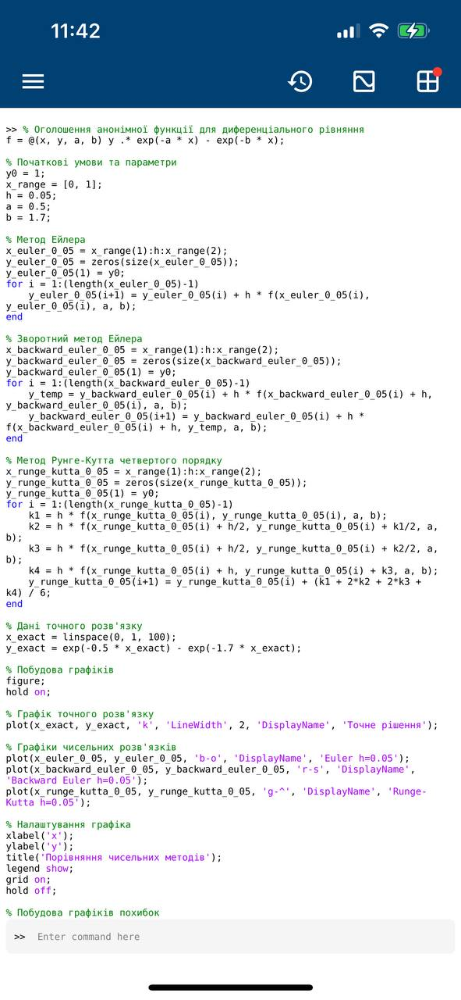 11:42
>> % Оголошення анонімної функції для диференціального рівняння
f = @(x, y, a, b) y .* exp(-a * x) - exp(-b * x);
% Початкові умови та параметри
y0 = 1;
x_range = [0, 1];
h = 0.05;
a = 0.5;
b = 1.7;
% Метод Ейлера
x_euler_0_05 = x_range(1):h:x_range(2);
y_euler_0_05 = zeros(size(x_euler_0_05));
y_euler_0_05(1) = y0;
for i = 1:(length(x_euler_0_05)-1)
    y_euler_0_05(i+1) = y_euler_0_05(i) + h * f(x_euler_0_05(i),
y_euler_0_05(i), a, b);
end
% Зворотний метод Ейлера
x_backward_euler_0_05 = x_range(1):h:x_range(2);
y_backward_euler_0_05 = zeros(size(x_backward_euler_0_05));
y_backward_euler_0_05(1) = y0;
for i = 1:(length(x_backward_euler_0_05)-1)
    y_temp = y_backward_euler_0_05(i) + h * f(x_backward_euler_0_05(i) + h,
y_backward_euler_0_05(i), a, b);
    y_backward_euler_0_05(i+1) = y_backward_euler_0_05(i) + h *
f(x_backward_euler_0_05(i) + h, y_temp, a, b);
end
% Метод Рунге-Кутта четвертого порядку
x_runge_kutta_0_05 = x_range(1):h:x_range(2);
y_runge_kutta_0_05 = zeros(size(x_runge_kutta_0_05));
y_runge_kutta_0_05(1) = y0;
for i = 1:(length(x_runge_kutta_0_05)-1)
    k1 = h * f(x_runge_kutta_0_05(i), y_runge_kutta_0_05(i), a, b);
    k2 = h * f(x_runge_kutta_0_05(i) + h/2, y_runge_kutta_0_05(i) + k1/2, a,
b);
    k3 = h * f(x_runge_kutta_0_05(i) + h/2, y_runge_kutta_0_05(i) + k2/2, a,
b);
    k4 = h * f(x_runge_kutta_0_05(i) + h, y_runge_kutta_0_05(i) + k3, a, b);
    y_runge_kutta_0_05(i+1) = y_runge_kutta_0_05(i) + (k1 + 2*k2 + 2*k3 +
k4) / 6;
end
% Дані точного розв'язку
x_exact = linspace(0, 1, 100);
y_exact = exp(-0.5 * x_exact) - exp(-1.7 * x_exact);
% Побудова графіків
figure;
hold on;
% Графік точного розв'язку
plot(x_exact, y_exact, 'k', 'LineWidth', 2, 'DisplayName', 'Точне рішення');
% Графіки чисельних розв'язків
plot(x_euler_0_05, y_euler_0_05, 'b-o', 'DisplayName', 'Euler h=0.05');
plot(x_backward_euler_0_05, y_backward_euler_0_05, 'r-s', 'DisplayName',
'Backward Euler h=0.05');
plot(x_runge_kutta_0_05, y_runge_kutta_0_05, 'g-^', 'DisplayName', 'Runge-
Kutta h=0.05');
% Налаштування графіка
xlabel('x');
ylabel('y');
title('Порівняння чисельних методів');
legend show;
grid on;
hold off;
% Побудова графіків похибок
>> Enter command here